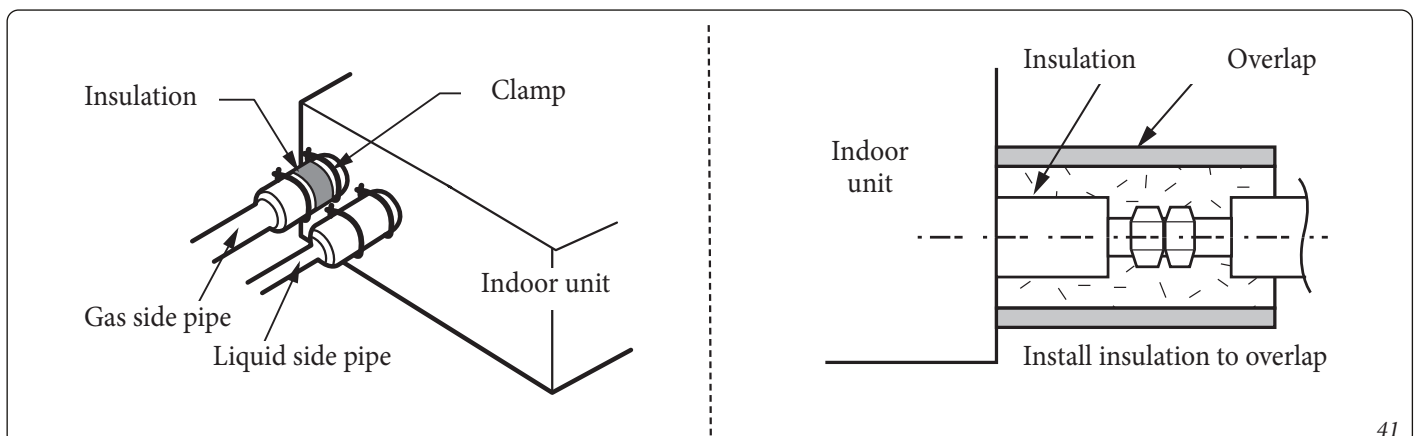 Insulation
Clamp
Indoor unit
Gas side pipe
Liquid side pipe
Insulation
Overlap
Indoor
unit
Install insulation to overlap
41